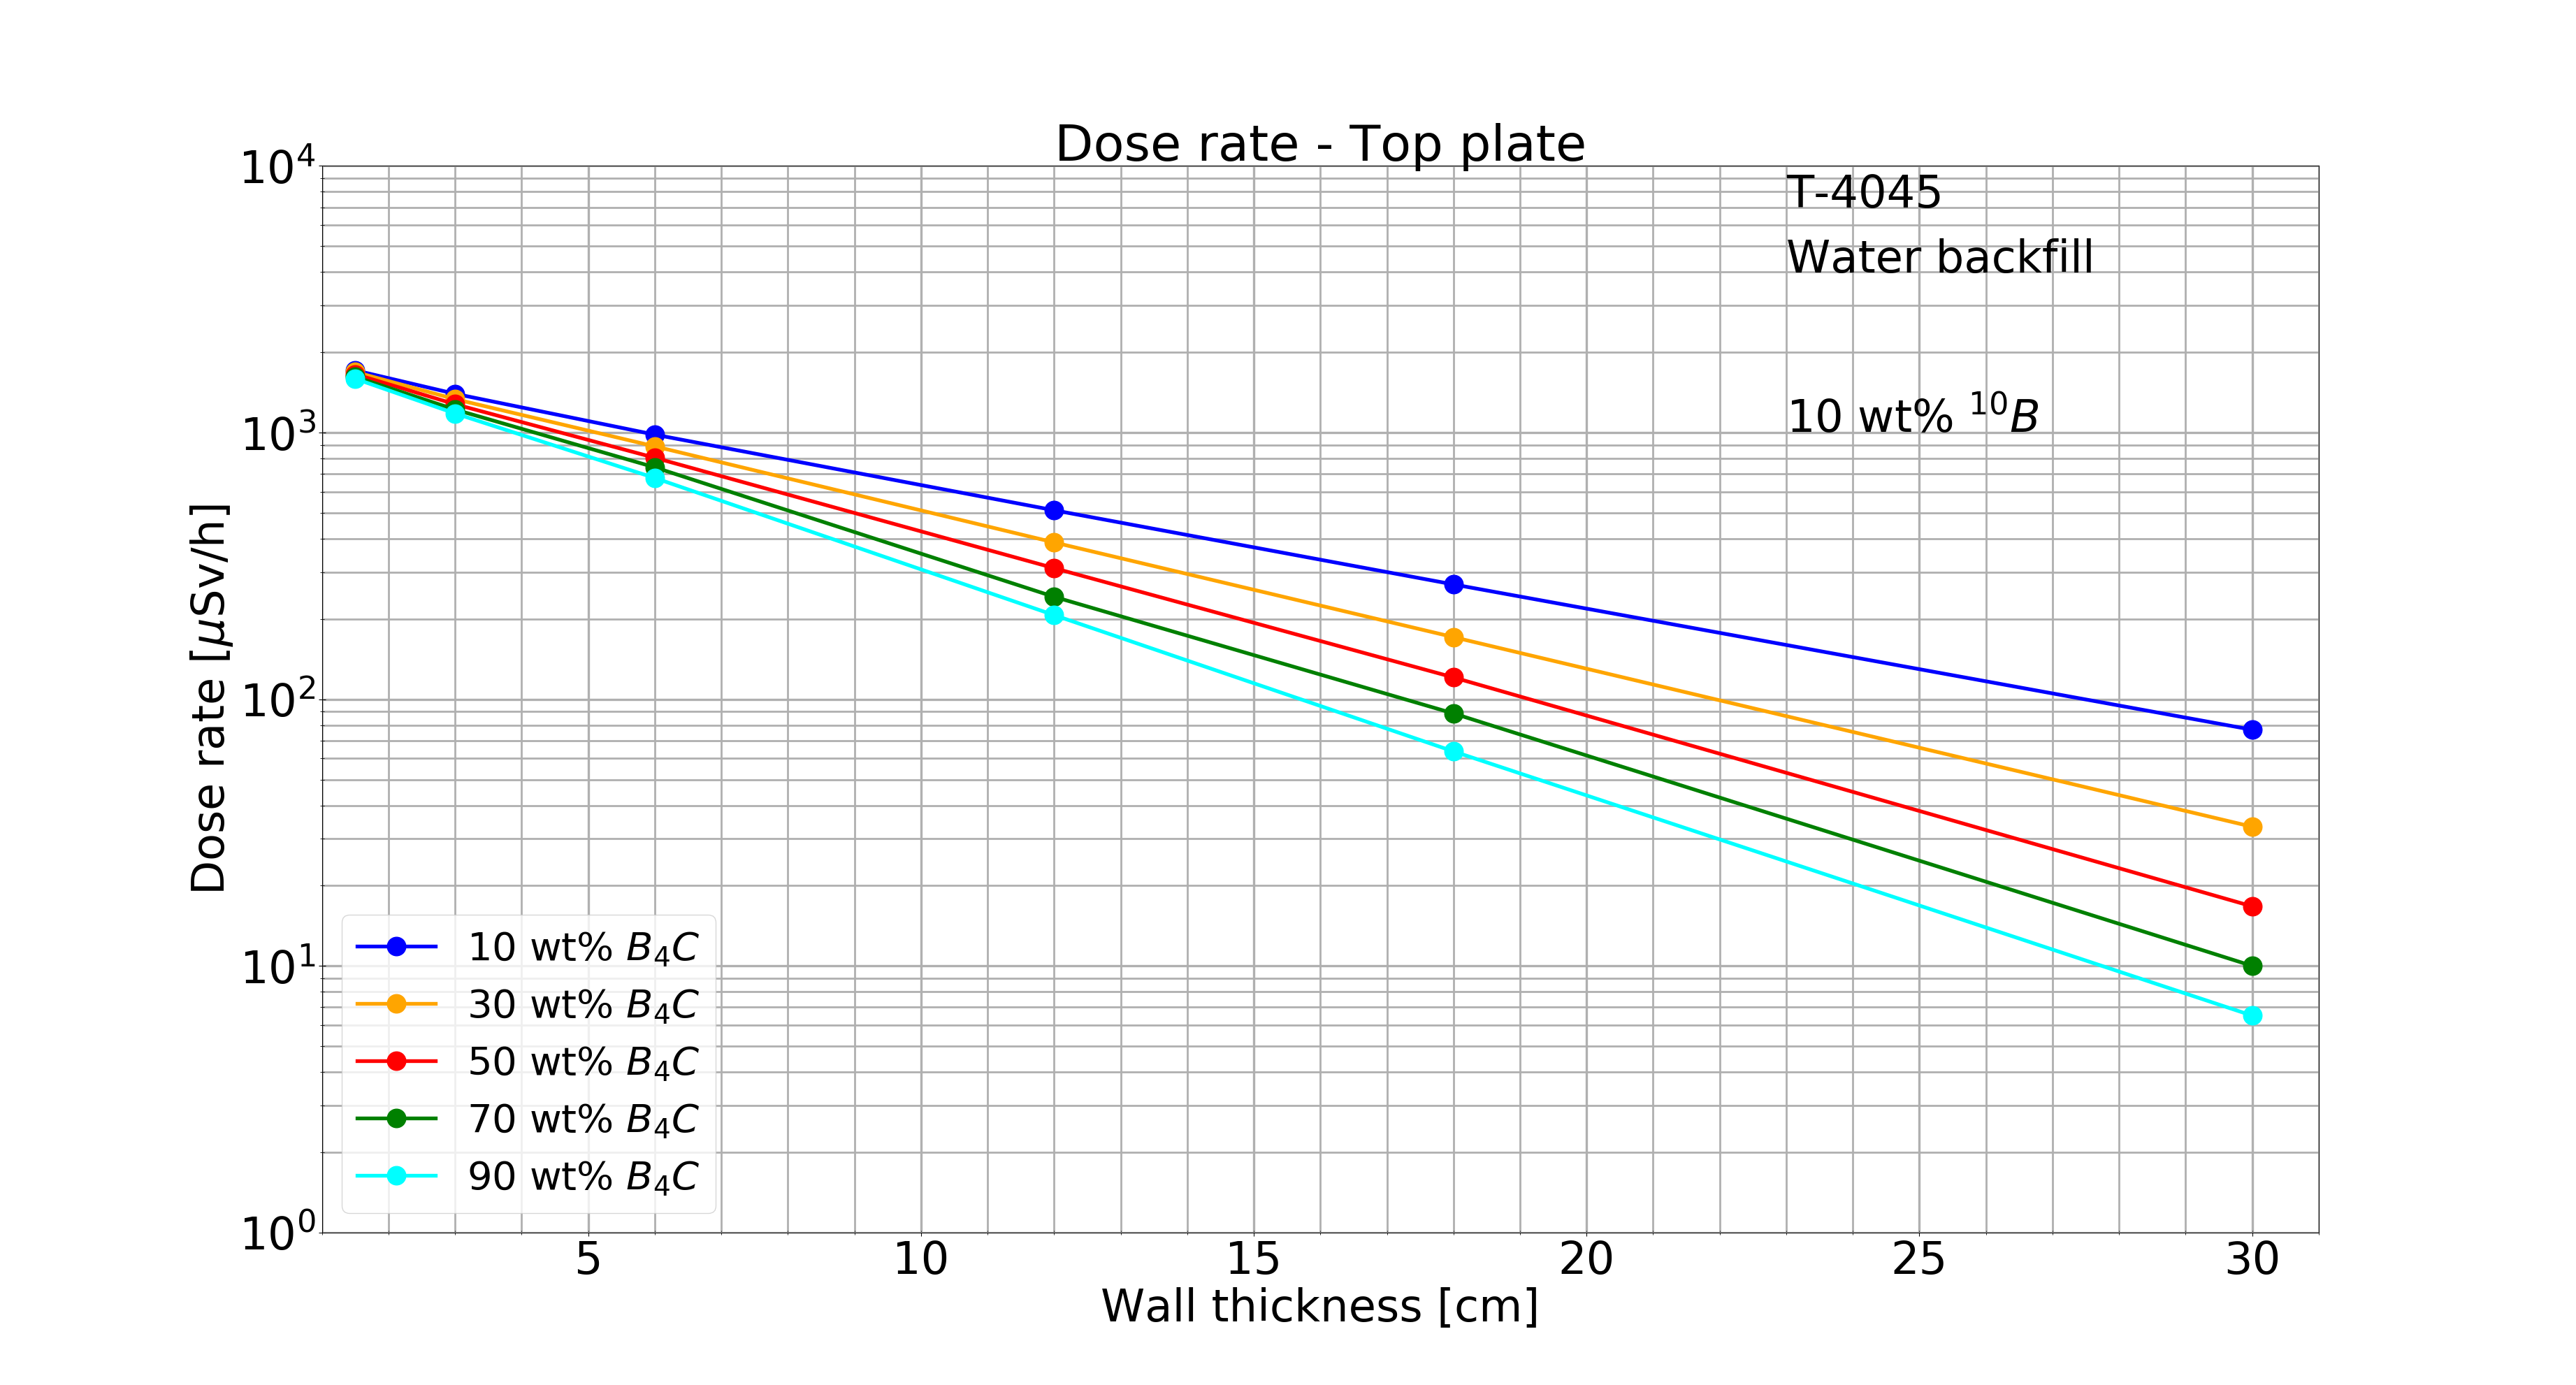 Dose rate - Top plate
T-4045
Water backfill
10 wt% ¹⁰B
10⁴
10³
10²
10¹
10⁰
Dose rate [μSv/h]
10 wt% B₄C
30 wt% B₄C
50 wt% B₄C
70 wt% B₄C
90 wt% B₄C
5 10 15 20 25 30
Wall thickness [cm]